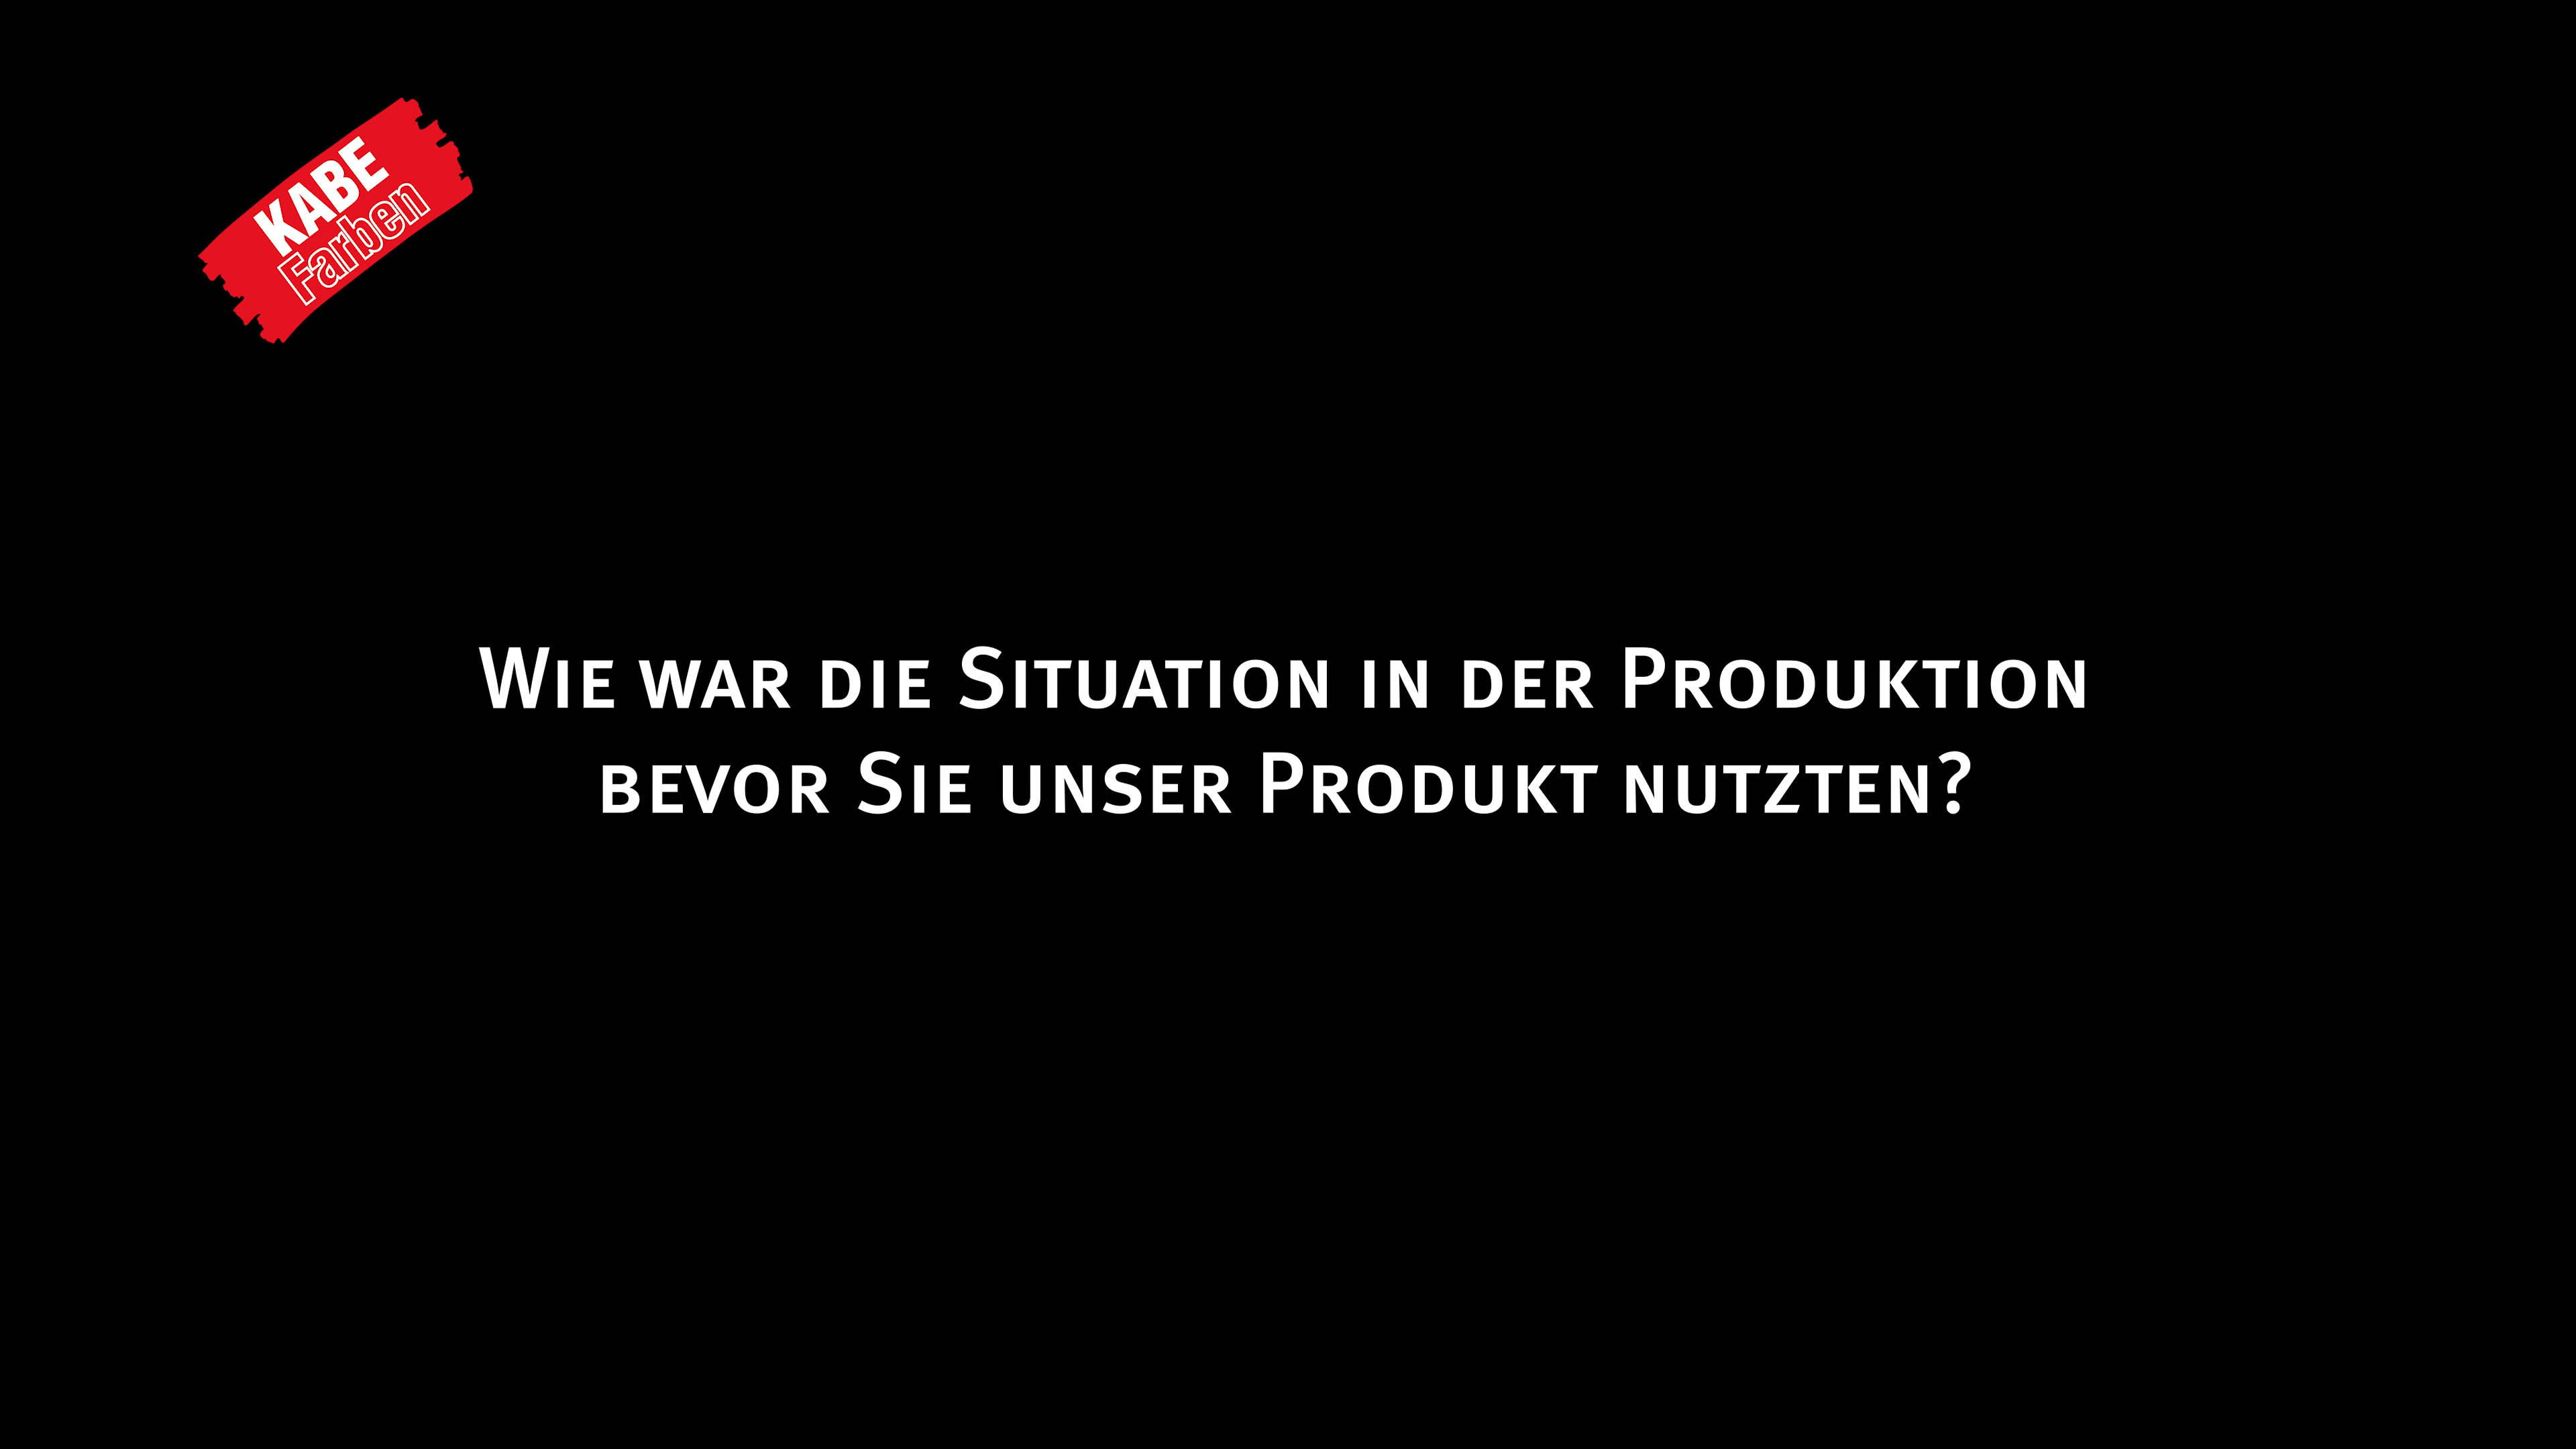 KABE
Farben
Wie war die Situation in der Produktion
bevor Sie unser Produkt nutzten?